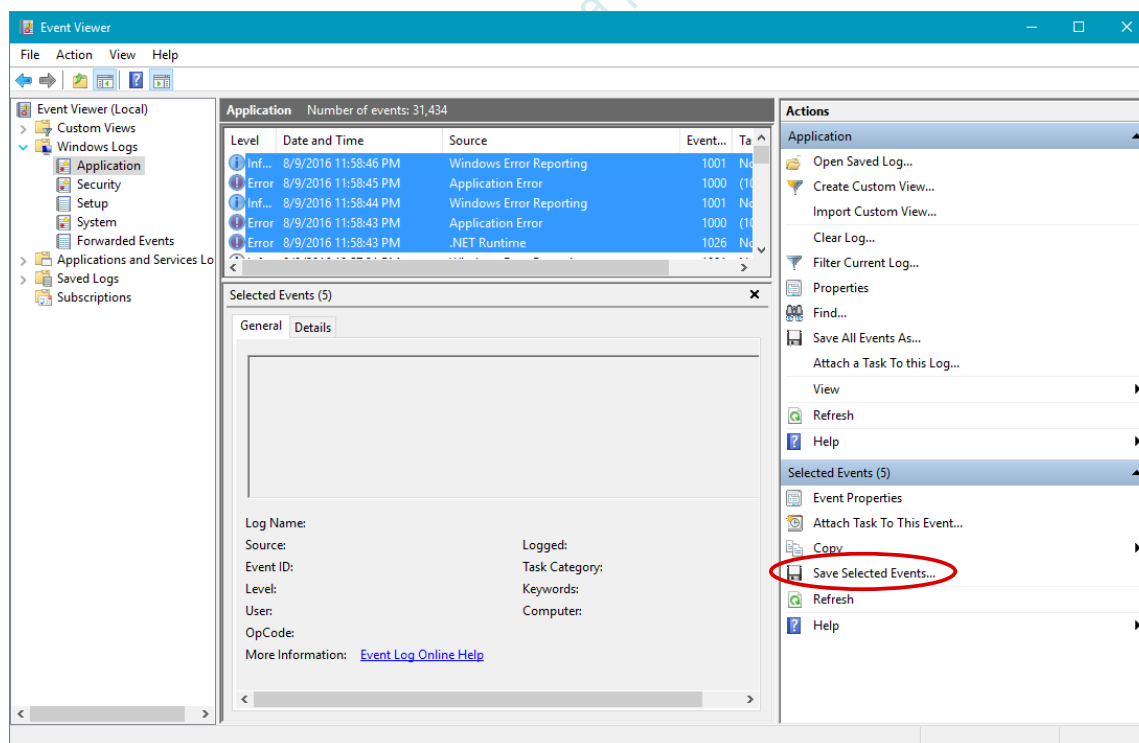 Event Viewer
File Action View Help
Event Viewer (Local)
Custom Views
Windows Logs
Application
Security
Setup
System
Forwarded Events
Applications and Services Lo
Saved Logs
Subscriptions
Application Number of events: 31,434
Level Date and Time Source Event... Ta
Inf... 8/9/2016 11:58:46 PM Windows Error Reporting 1001 No
Error 8/9/2016 11:58:45 PM Application Error 1000 (10
Inf... 8/9/2016 11:58:44 PM Windows Error Reporting 1001 No
Error 8/9/2016 11:58:43 PM Application Error 1000 (10
Error 8/9/2016 11:58:43 PM .NET Runtime 1026 No
Selected Events (5)
General Details
Log Name:
Source: Logged:
Event ID: Task Category:
Level: Keywords:
User: Computer:
OpCode:
More Information: Event Log Online Help
Actions
Application
Open Saved Log...
Create Custom View...
Import Custom View...
Clear Log...
Filter Current Log...
Properties
Find...
Save All Events As...
Attach a Task To this Log...
View
Refresh
Help
Selected Events (5)
Event Properties
Attach Task To This Event...
Copy
Save Selected Events...
Refresh
Help